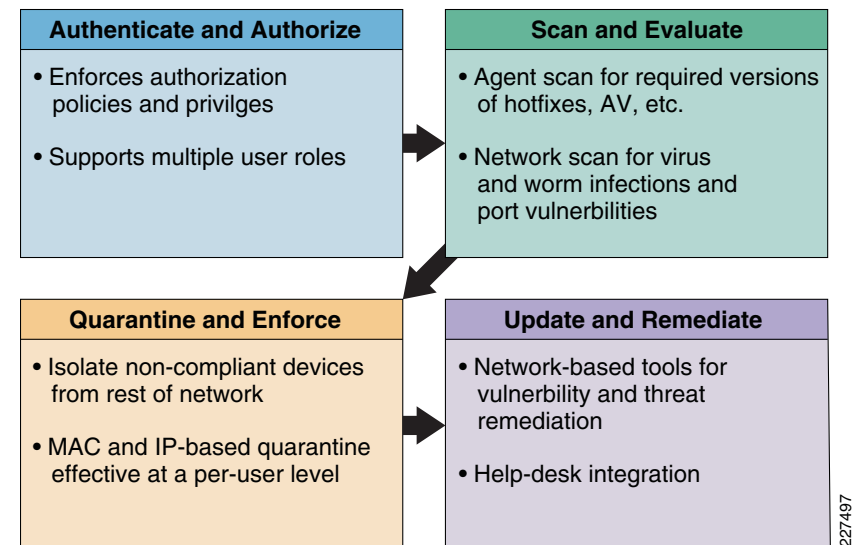 Authenticate and Authorize
• Enforces authorization
policies and privilges
• Supports multiple user roles
Scan and Evaluate
• Agent scan for required versions
of hotfixes, AV, etc.
• Network scan for virus
and worm infections and
port vulnerbilities
Quarantine and Enforce
• Isolate non-compliant devices
from rest of network
• MAC and IP-based quarantine
effective at a per-user level
Update and Remediate
• Network-based tools for
vulnerbility and threat
remediation
• Help-desk integration
227497